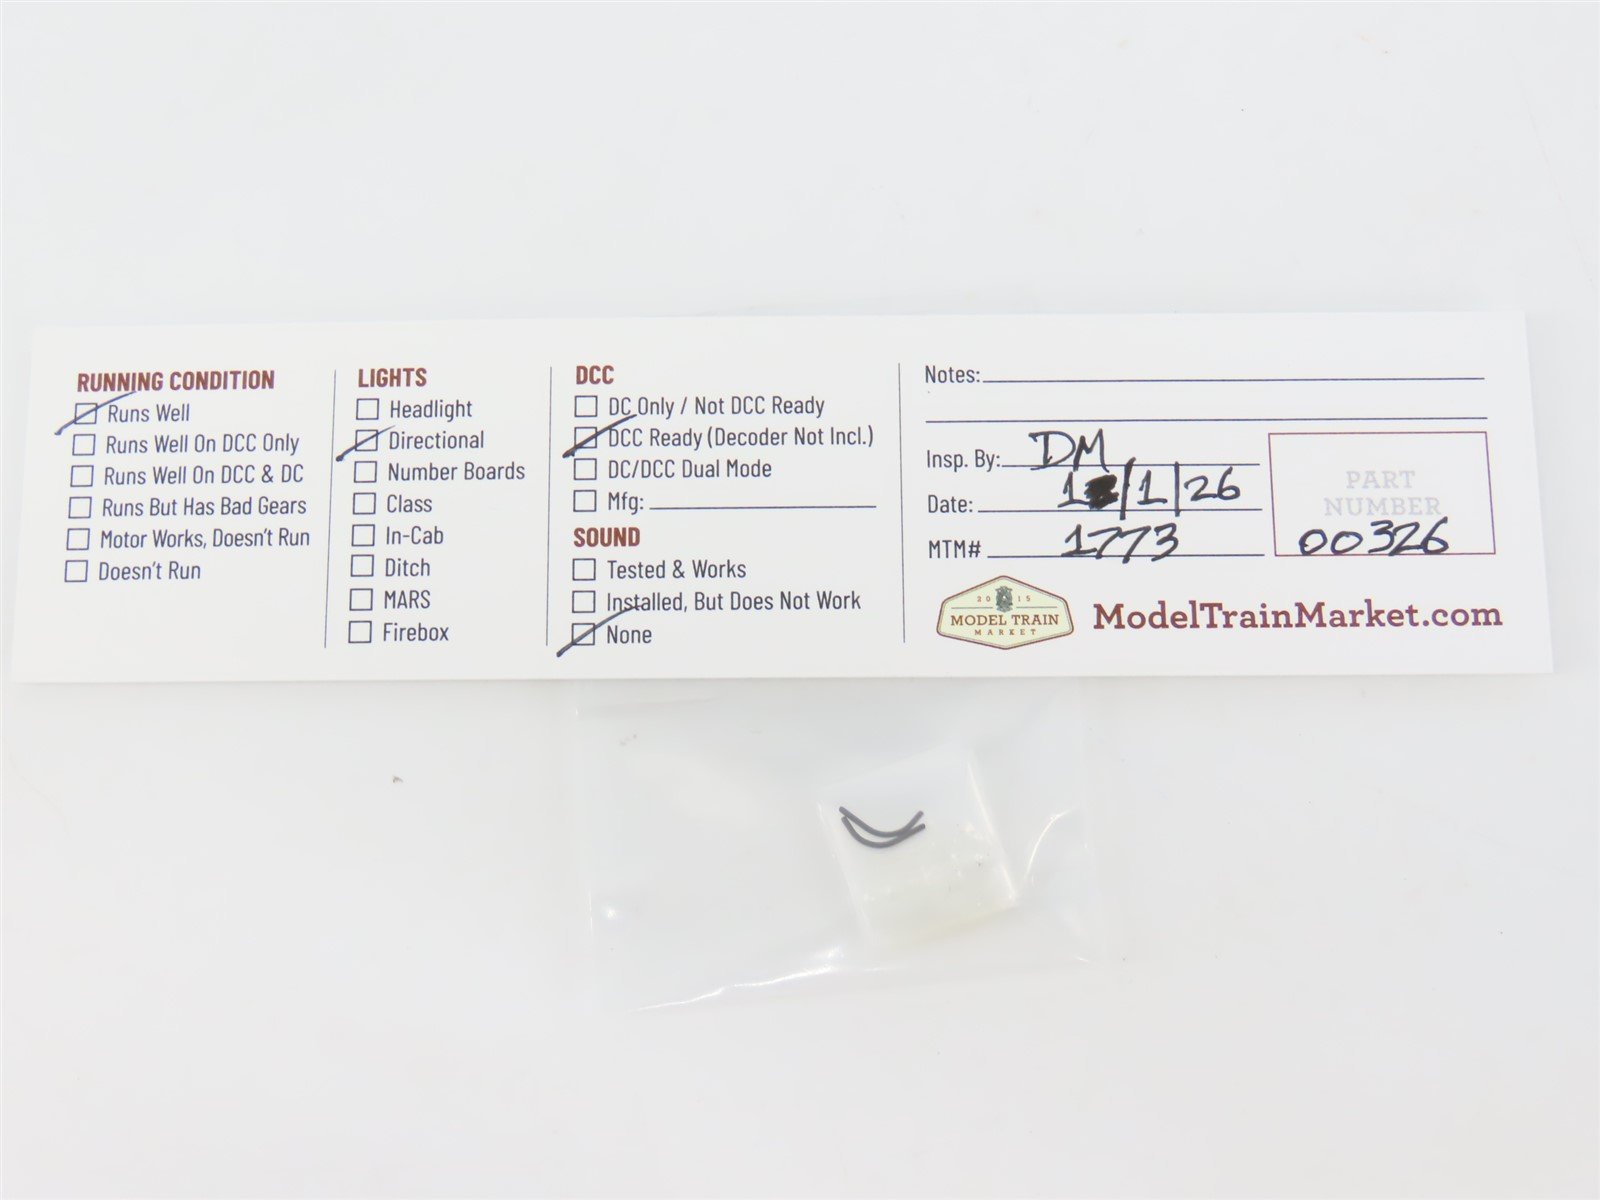 RUNNING CONDITION
Runs Well
Runs Well On DCC Only
Runs Well On DCC & DC
Runs But Has Bad Gears
Motor Works, Doesn't Run
Doesn't Run
LIGHTS
Headlight
Directional
Number Boards
Class
In-Cab
Ditch
MARS
Firebox
DCC
DC Only / Not DCC Ready
DCC Ready (Decoder Not Incl.)
DC/DCC Dual Mode
Mfg:
SOUND
Tested & Works
Installed, But Does Not Work
None
Notes:
Insp. By: DM
Date: 1/1/26
MTM# 1773
PART
NUMBER
00326
2015
MODEL TRAIN
MARKET
ModelTrainMarket.com